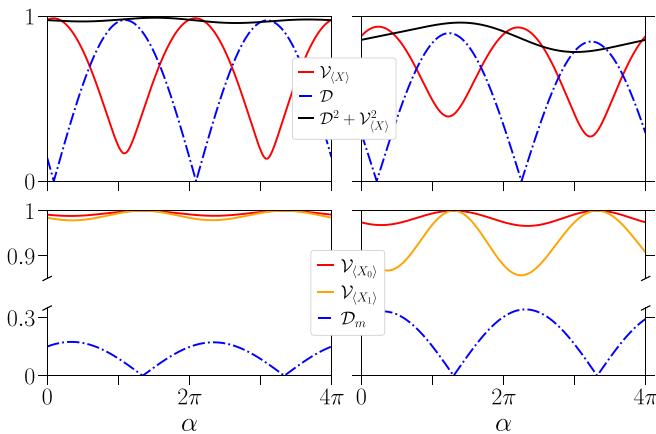 1
0
𝒱⟨X⟩
𝒟
𝒟² + 𝒱²⟨X⟩
1
0.9
0.3
0
𝒱⟨X₀⟩
𝒱⟨X₁⟩
𝒟ₘ
0 2π 4π 0 2π 4π
α α